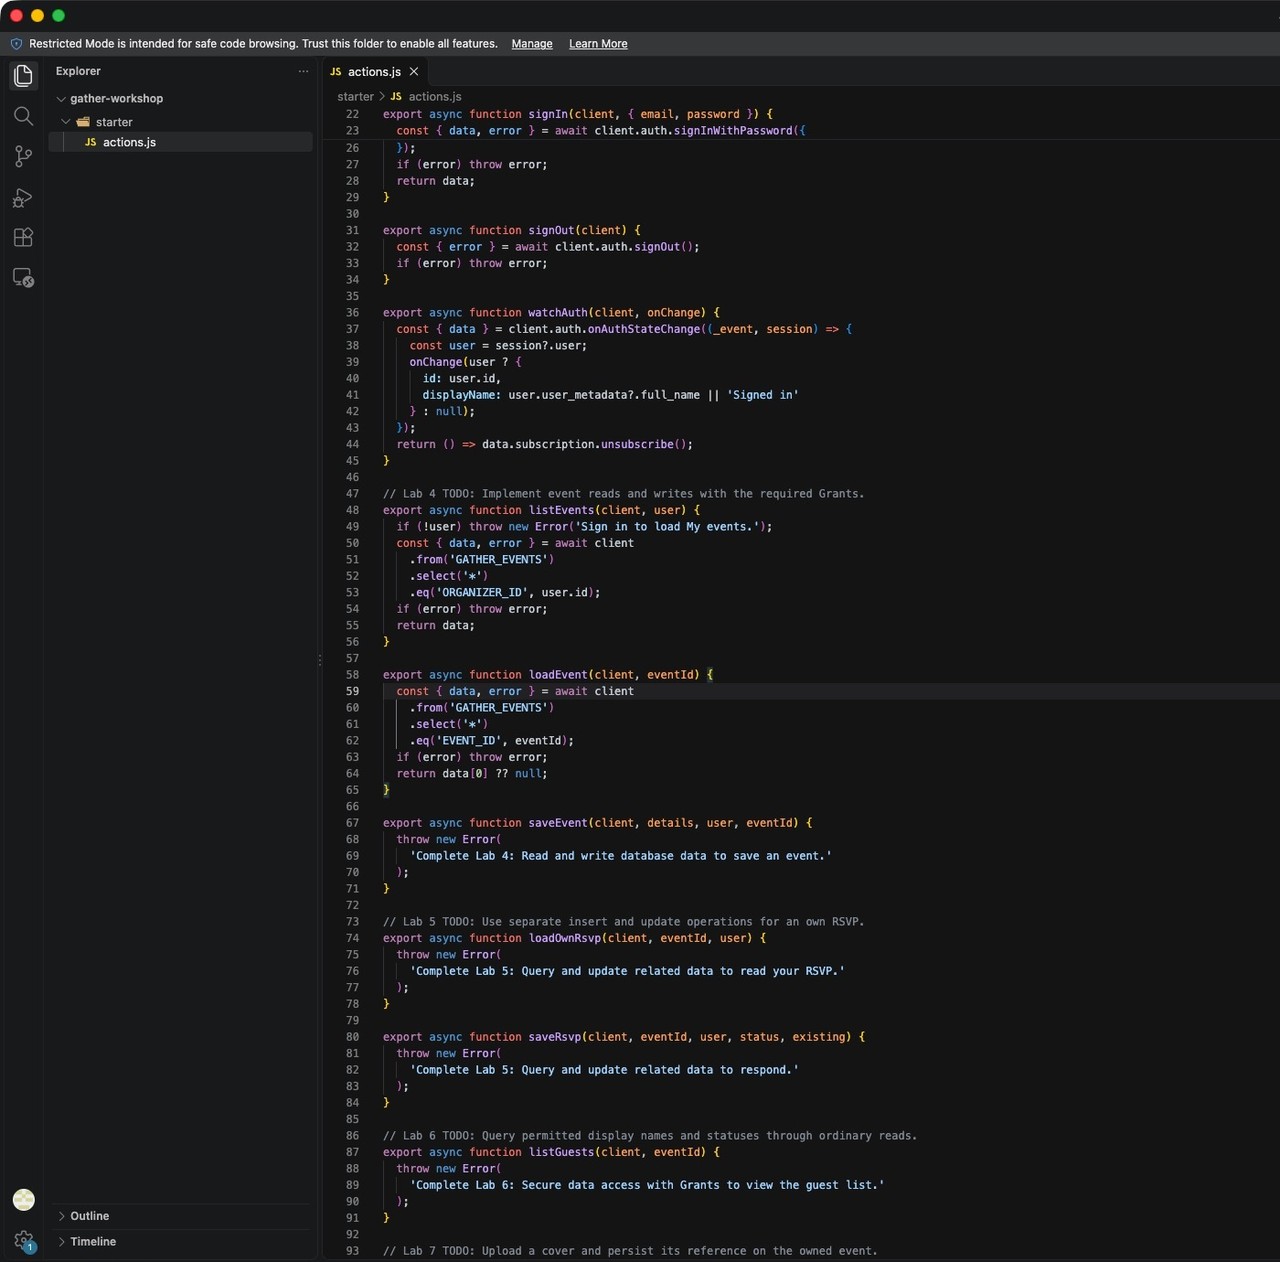 Restricted Mode is intended for safe code browsing. Trust this folder to enable all features. Manage Learn More
Explorer
gather-workshop
starter
JS actions.js
Outline
Timeline
1
JS actions.js
starter > JS actions.js
22 export async function signIn(client, { email, password }) {
23   const { data, error } = await client.auth.signInWithPassword({
26   });
27   if (error) throw error;
28   return data;
29 }
30
31 export async function signOut(client) {
32   const { error } = await client.auth.signOut();
33   if (error) throw error;
34 }
35
36 export async function watchAuth(client, onChange) {
37   const { data } = client.auth.onAuthStateChange((_event, session) => {
38     const user = session?.user;
39     onChange(user ? {
40       id: user.id,
41       displayName: user.user_metadata?.full_name || 'Signed in'
42     } : null);
43   });
44   return () => data.subscription.unsubscribe();
45 }
46
47 // Lab 4 TODO: Implement event reads and writes with the required Grants.
48 export async function listEvents(client, user) {
49   if (!user) throw new Error('Sign in to load My events.');
50   const { data, error } = await client
51     .from('GATHER_EVENTS')
52     .select('*')
53     .eq('ORGANIZER_ID', user.id);
54   if (error) throw error;
55   return data;
56 }
57
58 export async function loadEvent(client, eventId) {
59   const { data, error } = await client
60     .from('GATHER_EVENTS')
61     .select('*')
62     .eq('EVENT_ID', eventId);
63   if (error) throw error;
64   return data[0] ?? null;
65 }
66
67 export async function saveEvent(client, details, user, eventId) {
68   throw new Error(
69     'Complete Lab 4: Read and write database data to save an event.'
70   );
71 }
72
73 // Lab 5 TODO: Use separate insert and update operations for an own RSVP.
74 export async function loadOwnRsvp(client, eventId, user) {
75   throw new Error(
76     'Complete Lab 5: Query and update related data to read your RSVP.'
77   );
78 }
79
80 export async function saveRsvp(client, eventId, user, status, existing) {
81   throw new Error(
82     'Complete Lab 5: Query and update related data to respond.'
83   );
84 }
85
86 // Lab 6 TODO: Query permitted display names and statuses through ordinary reads.
87 export async function listGuests(client, eventId) {
88   throw new Error(
89     'Complete Lab 6: Secure data access with Grants to view the guest list.'
90   );
91 }
92
93 // Lab 7 TODO: Upload a cover and persist its reference on the owned event.